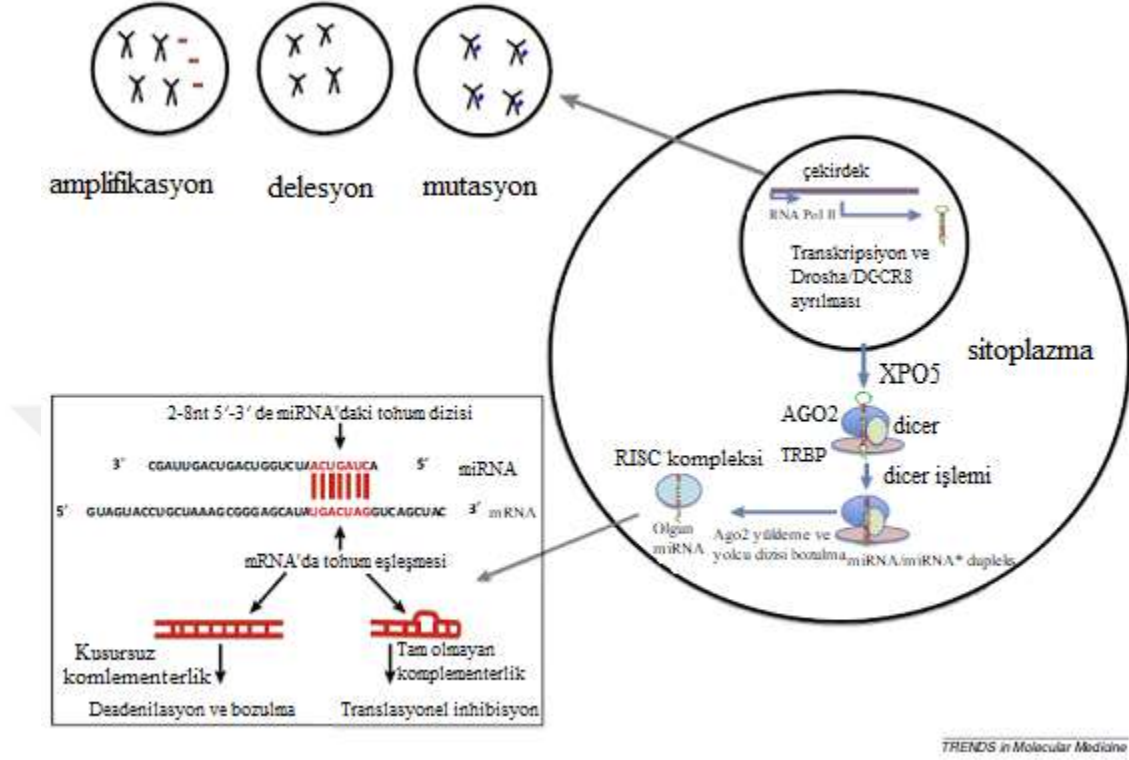 amplifikasyon
delesyon
mutasyon
çekirdek
RNA Pol II
Transkripsiyon ve
Drosha/DGCR8
ayrılması
sitoplazma
XPO5
AGO2
dicer
TRBP
dicer işlemi
RISC kompleksi
Olgun
miRNA
Ago2 yükleme ve
yolcu dizisi bozulma
miRNA/miRNA* dupleks
2-8nt 5′-3′ de miRNA'daki tohum dizisi
3′ CGAUUGACUGACUGGUCUUACUGAUCA 5′ miRNA
5′ GUAGUACCUGCUAAAGCGGGAGCAUAUGACUAGGUCAGCUAC 3′ mRNA
mRNA'da tohum eşleşmesi
Kusursuz
komlementerlik
Tam olmayan
komplementerlik
Deadenilasyon ve bozulma
Translasyonel inhibisyon
TRENDS in Molecular Medicine